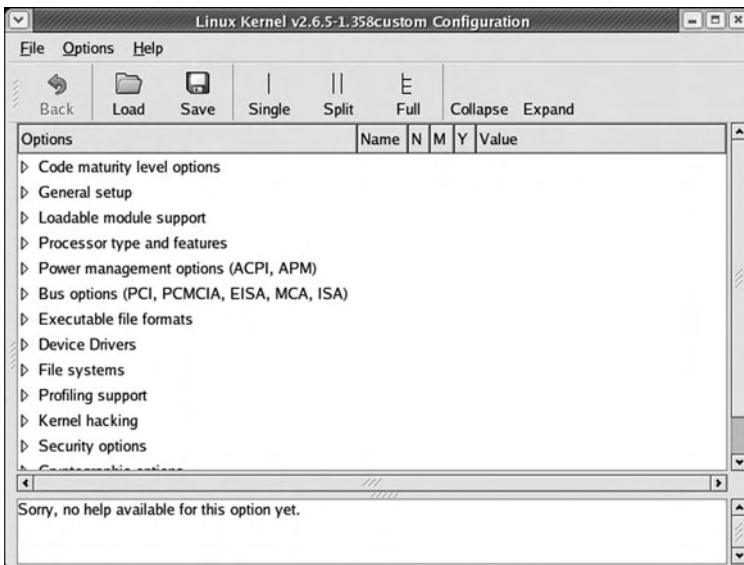 Linux Kernel v2.6.5-1.358custom Configuration
File Options Help
Back Load Save Single Split Full Collapse Expand
Options Name N M Y Value
Code maturity level options
General setup
Loadable module support
Processor type and features
Power management options (ACPI, APM)
Bus options (PCI, PCMCIA, EISA, MCA, ISA)
Executable file formats
Device Drivers
File systems
Profiling support
Kernel hacking
Security options
Cryptographic options
Sorry, no help available for this option yet.